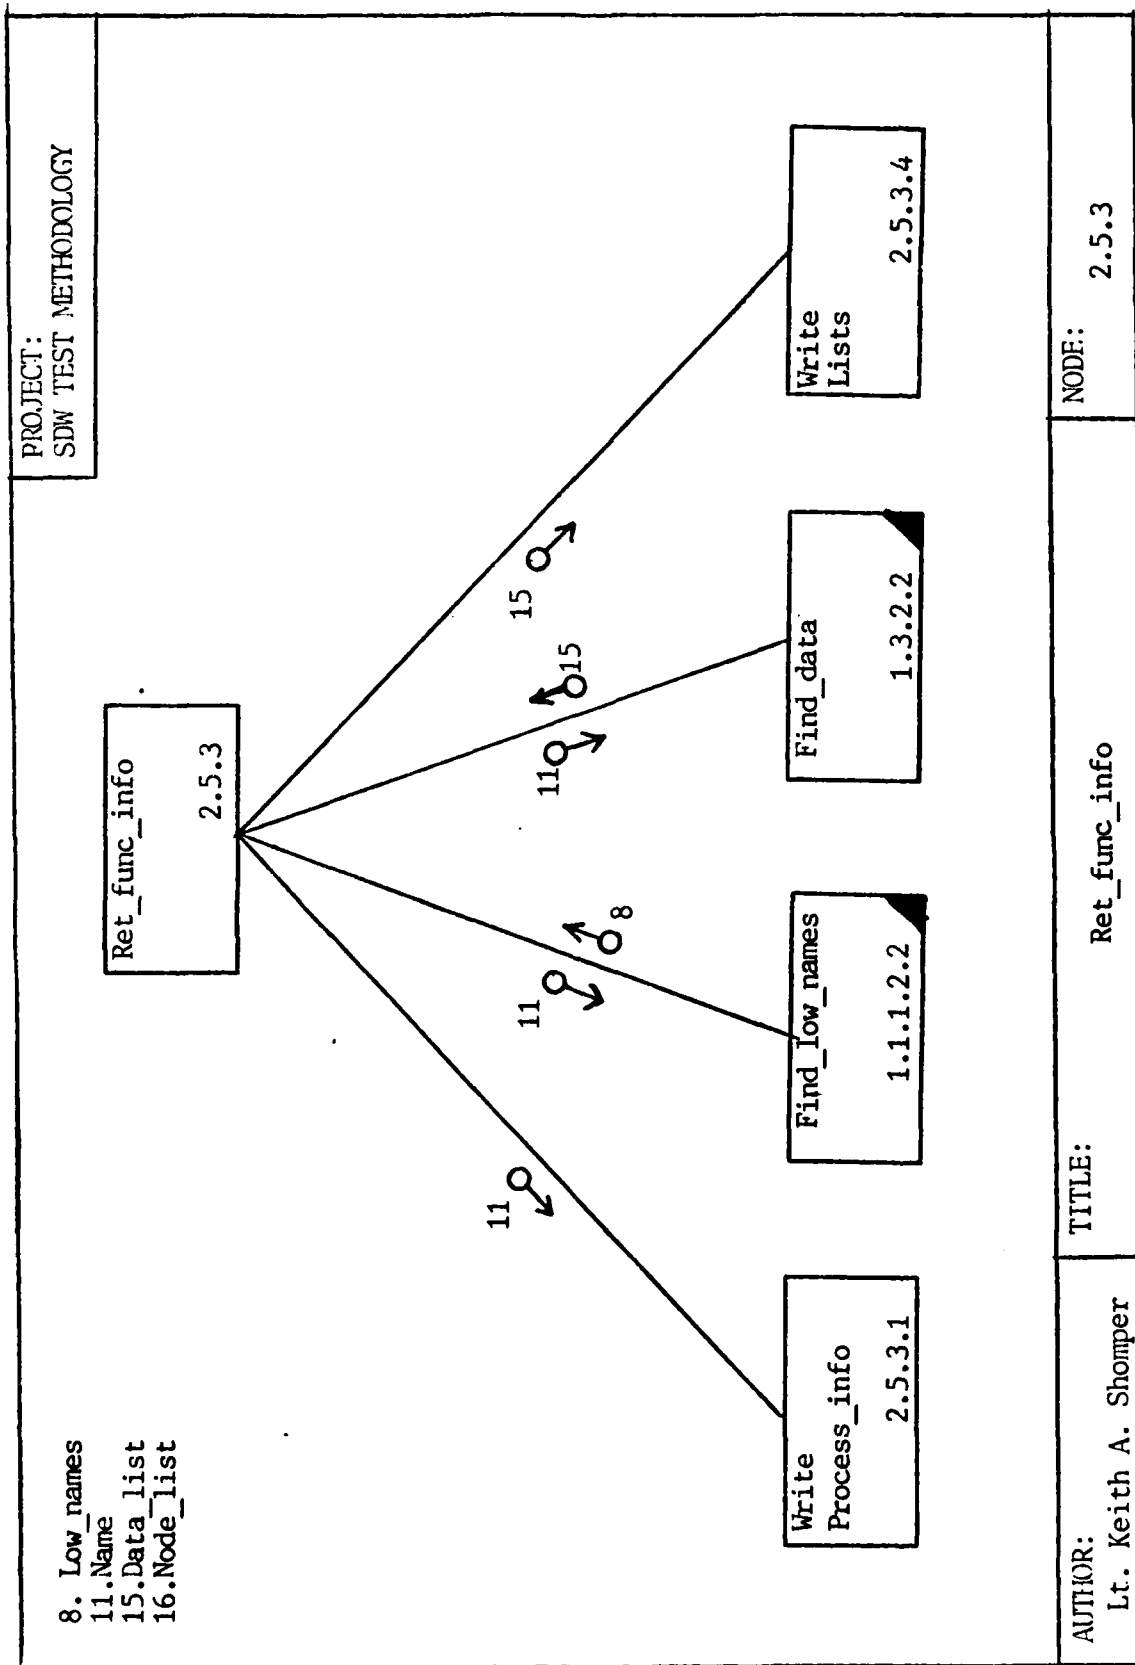 PROJECT:
SDW TEST METHODOLOGY
8. Low_names
11.Name
15.Data_list
16.Node_list
Ret_func_info
2.5.3
11
11
8
11
15
15
Write
Process_info
2.5.3.1
Find_low_names
1.1.1.2.2
Find_data
1.3.2.2
Write
Lists
2.5.3.4
AUTHOR:
Lt. Keith A. Shomper
TITLE:
Ret_func_info
NODE:
2.5.3